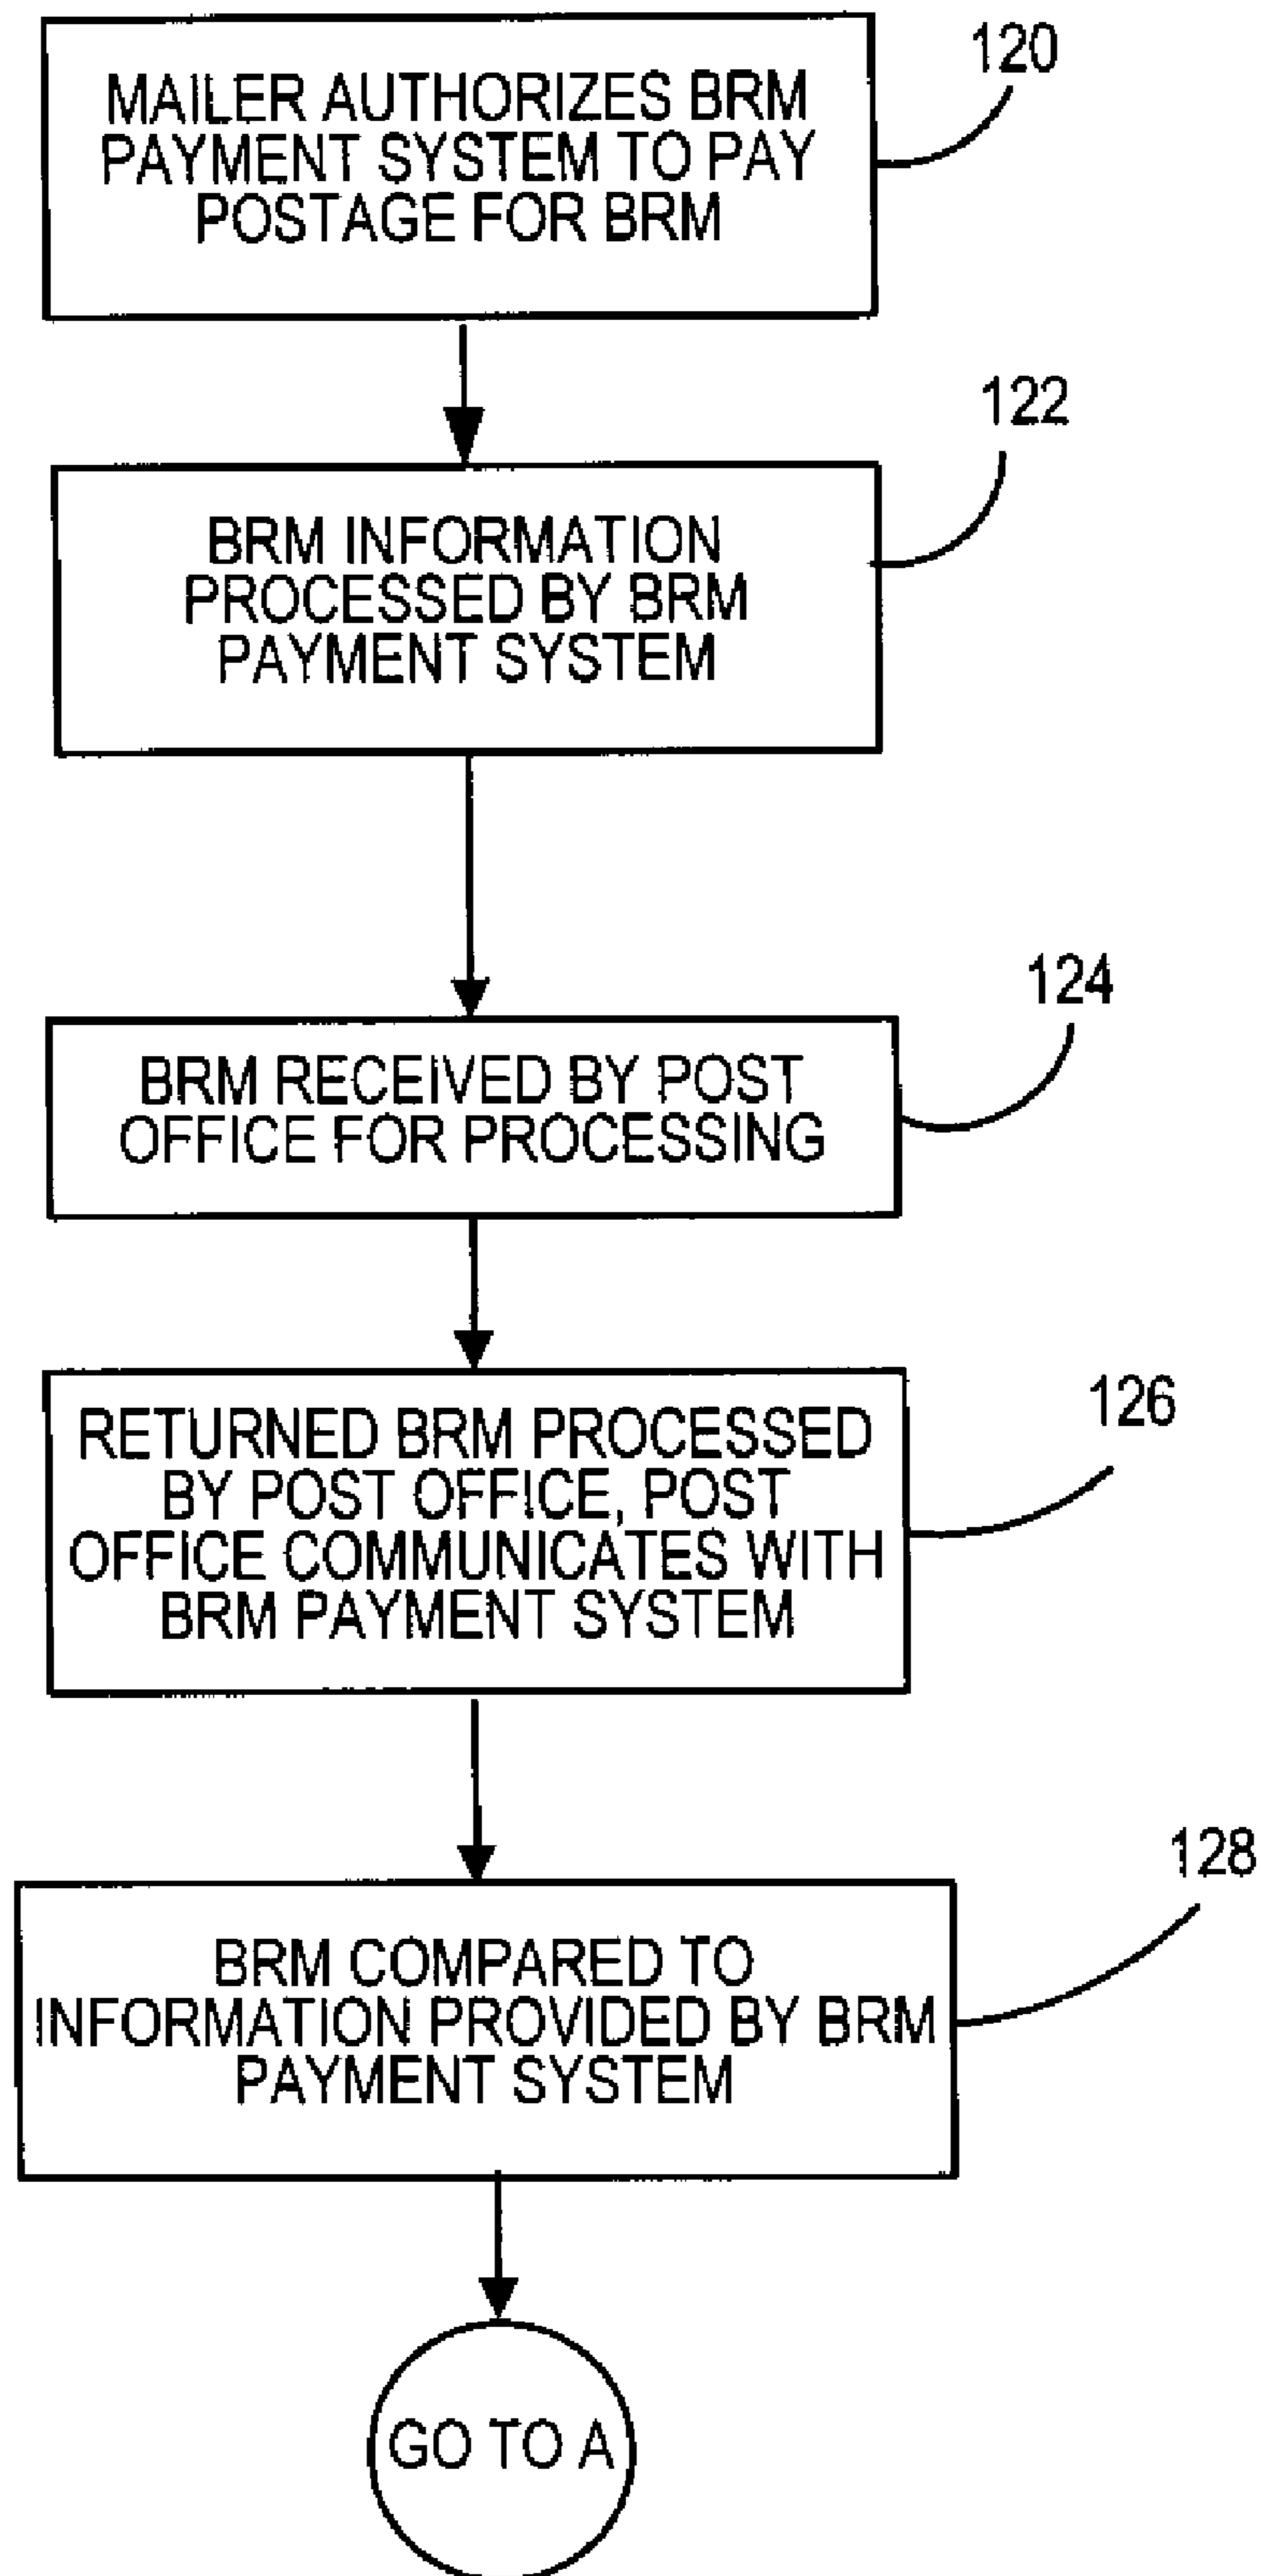 120
MAILER AUTHORIZES BRM
PAYMENT SYSTEM TO PAY
POSTAGE FOR BRM
122
BRM INFORMATION
PROCESSED BY BRM
PAYMENT SYSTEM
124
BRM RECEIVED BY POST
OFFICE FOR PROCESSING
126
RETURNED BRM PROCESSED
BY POST OFFICE, POST
OFFICE COMMUNICATES WITH
BRM PAYMENT SYSTEM
128
BRM COMPARED TO
INFORMATION PROVIDED BY BRM
PAYMENT SYSTEM
GO TO A